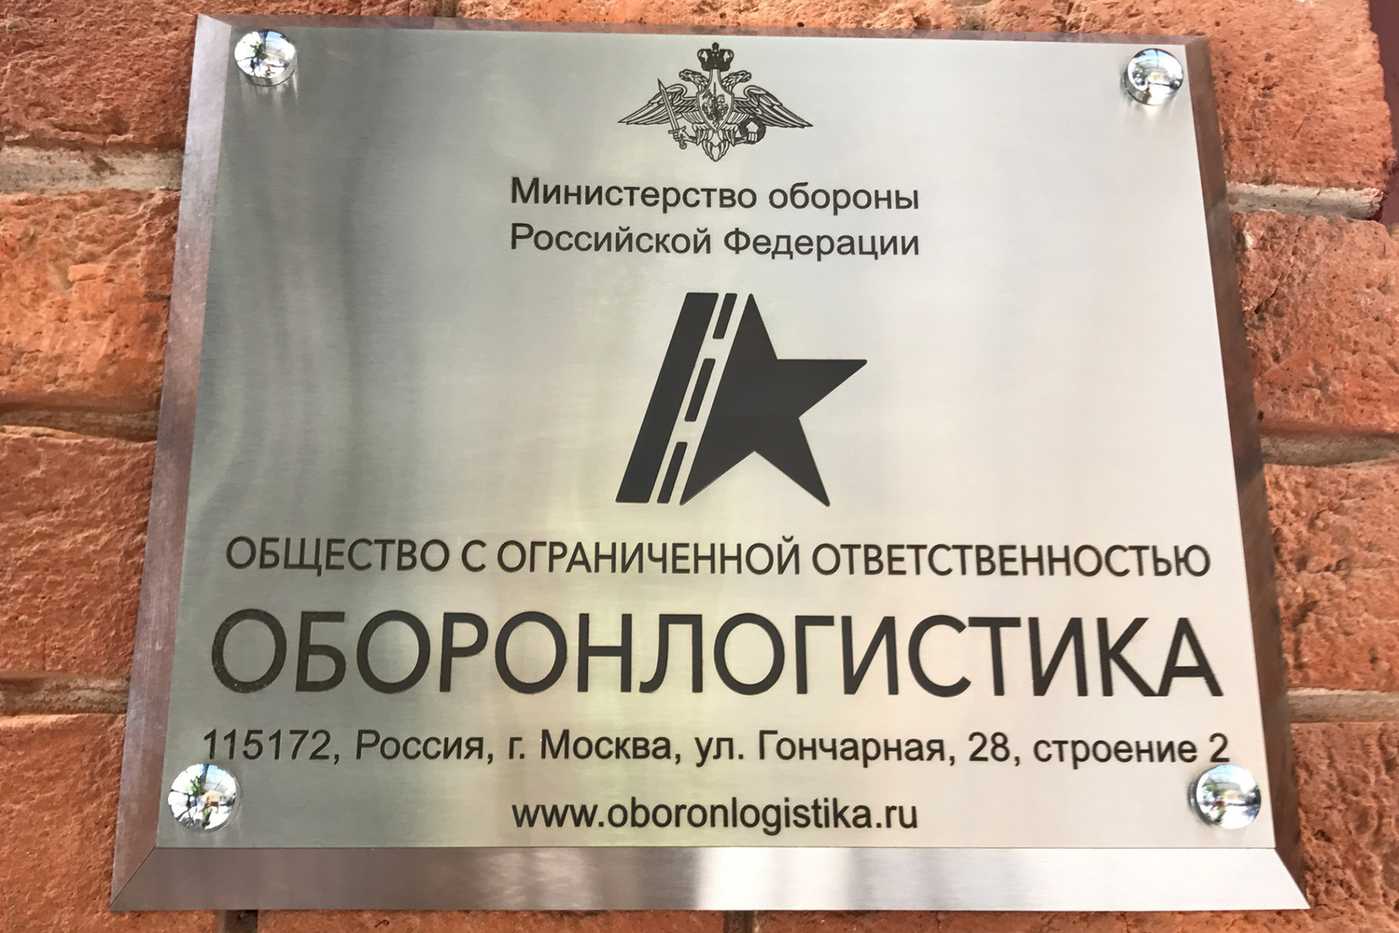 Министерство обороны
Российской Федерации
ОБЩЕСТВО С ОГРАНИЧЕННОЙ ОТВЕТСТВЕННОСТЬЮ
ОБОРОНЛОГИСТИКА
115172, Россия, г. Москва, ул. Гончарная, 28, строение 2
www.oboronlogistika.ru